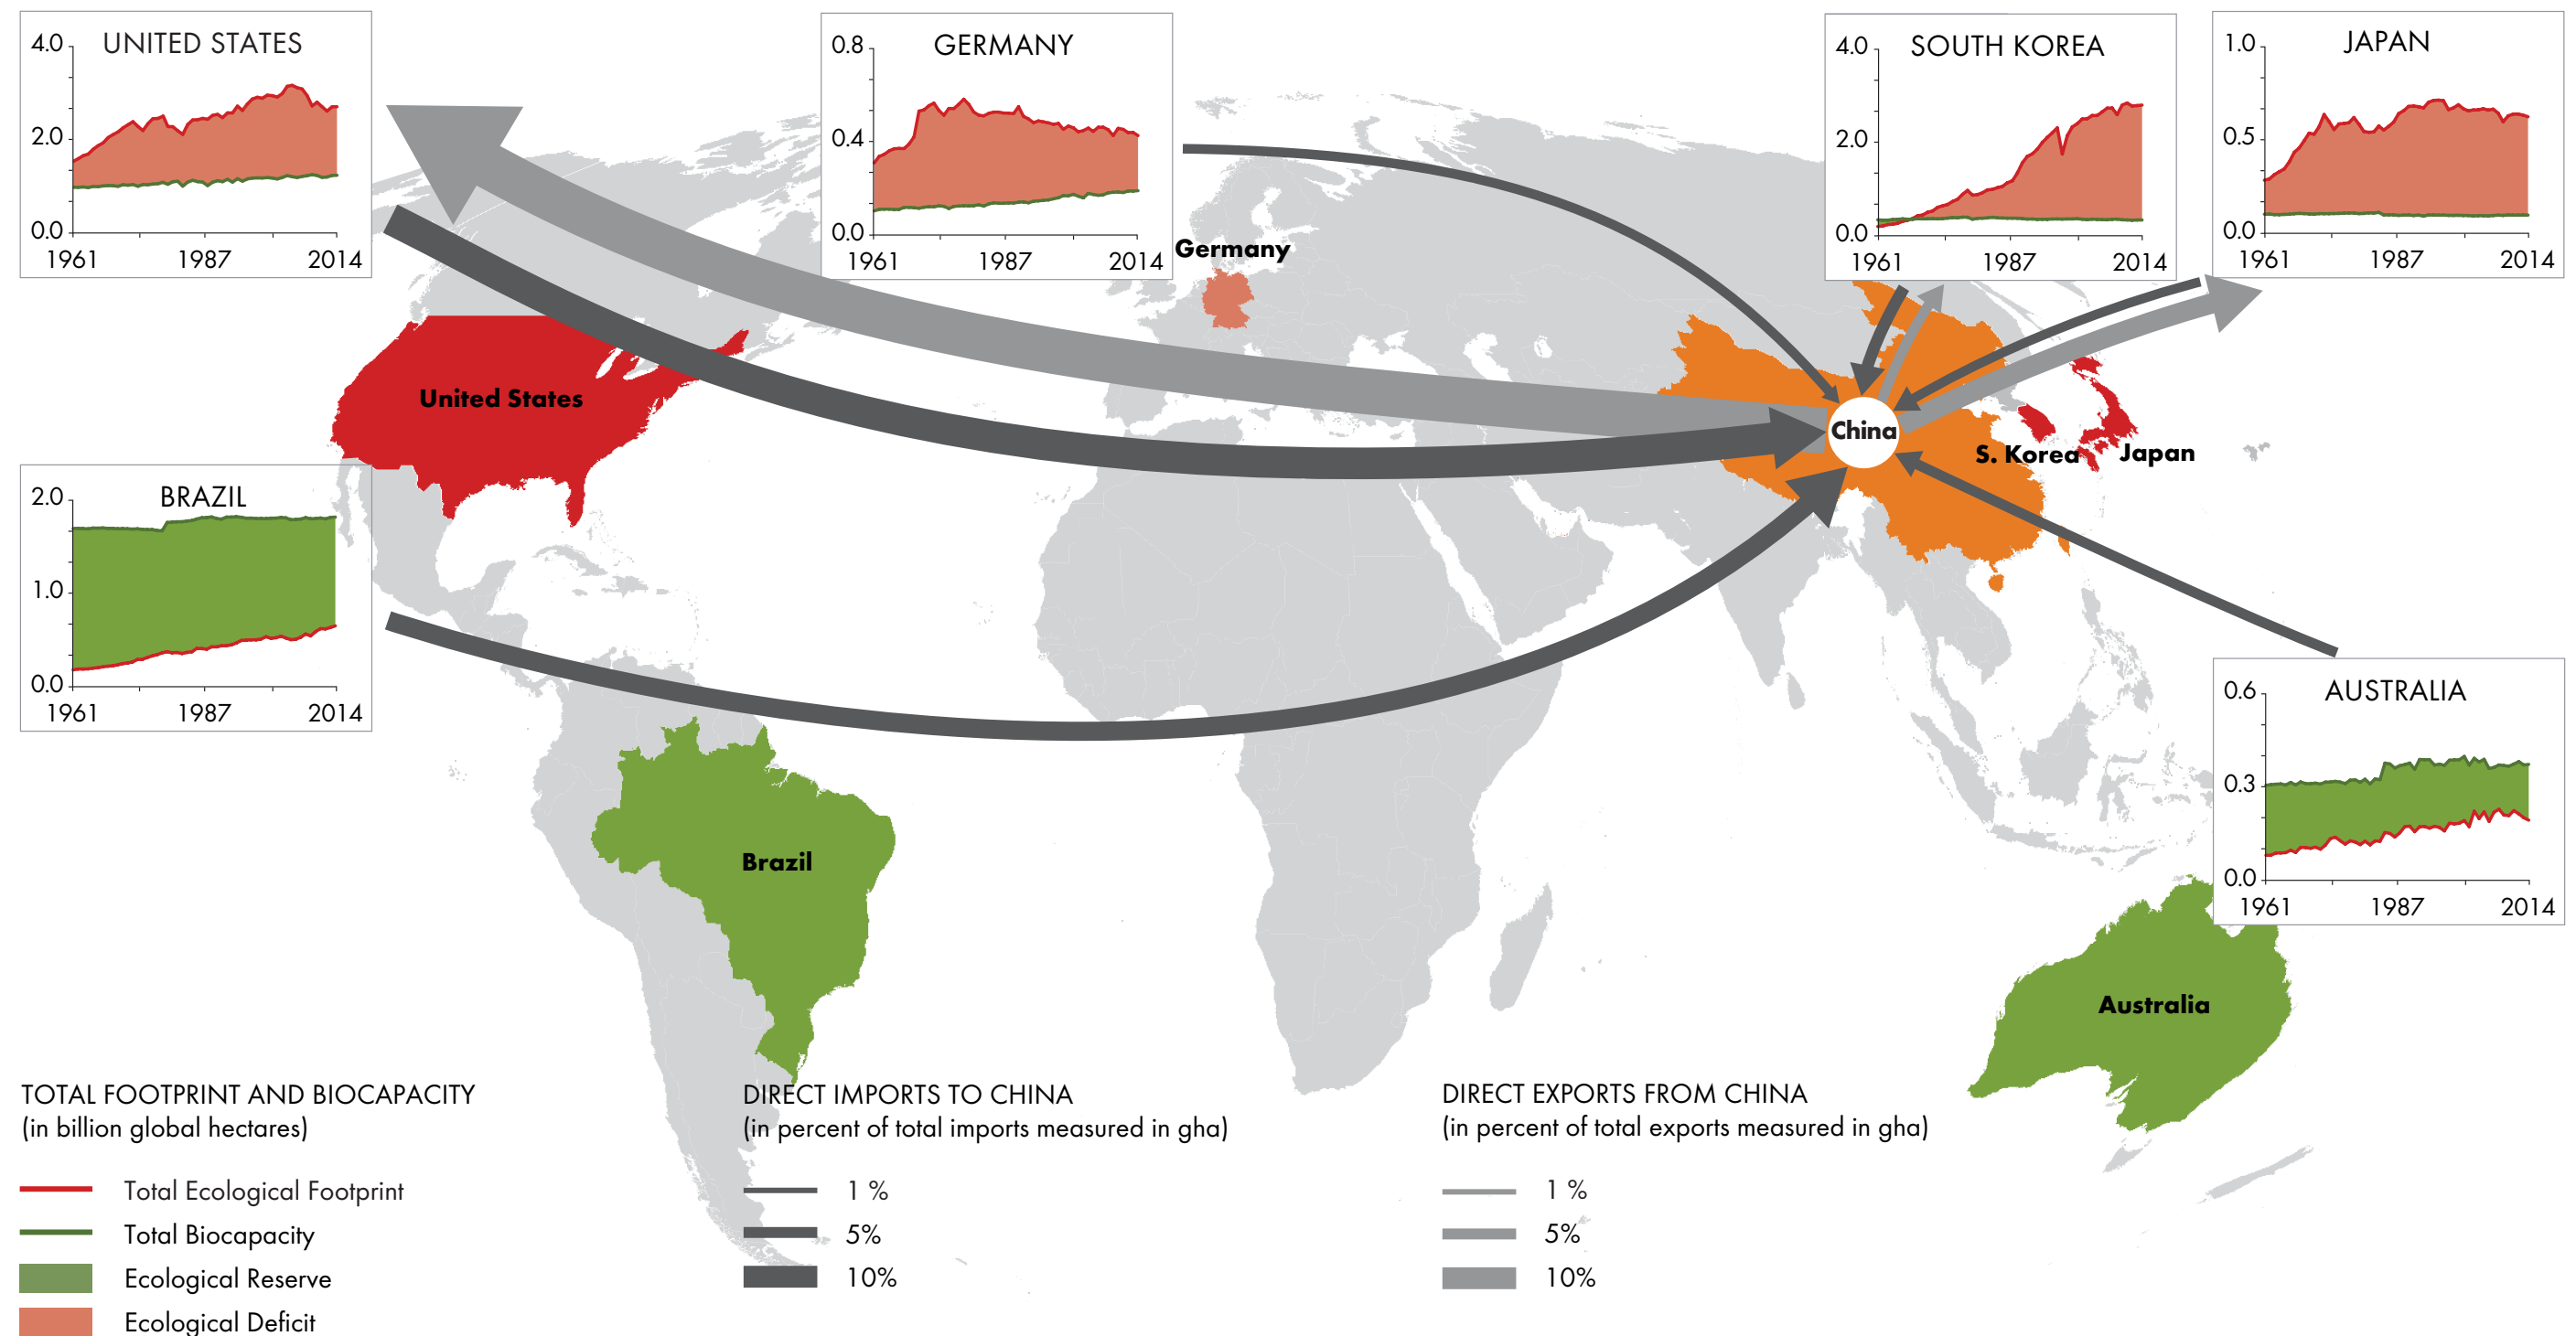 UNITED STATES
4.0
2.0
0.0
1961 1987 2014
GERMANY
0.8
0.4
0.0
1961 1987 2014
SOUTH KOREA
4.0
2.0
0.0
1961 1987 2014
JAPAN
1.0
0.5
0.0
1961 1987 2014
Germany
United States
China
S. Korea
Japan
BRAZIL
2.0
1.0
0.0
1961 1987 2014
AUSTRALIA
0.6
0.3
0.0
1961 1987 2014
Brazil
Australia
TOTAL FOOTPRINT AND BIOCAPACITY
(in billion global hectares)
Total Ecological Footprint
Total Biocapacity
Ecological Reserve
Ecological Deficit
DIRECT IMPORTS TO CHINA
(in percent of total imports measured in gha)
1 %
5%
10%
DIRECT EXPORTS FROM CHINA
(in percent of total exports measured in gha)
1 %
5%
10%